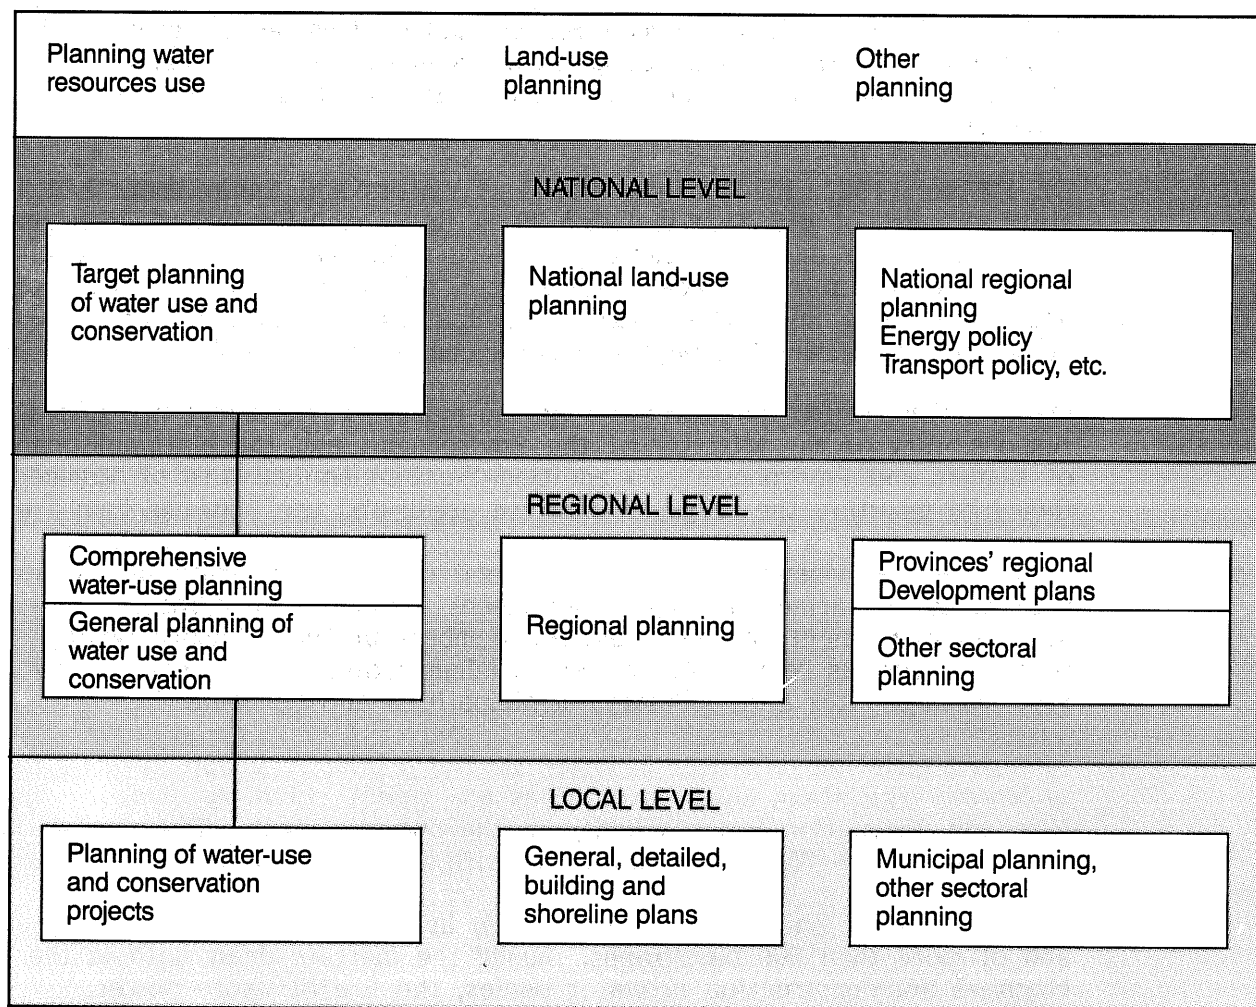 Planning water
resources use
Land-use
planning
Other
planning
NATIONAL LEVEL
Target planning
of water use and
conservation
National land-use
planning
National regional
planning
Energy policy
Transport policy, etc.
REGIONAL LEVEL
Comprehensive
water-use planning
General planning of
water use and
conservation
Regional planning
Provinces' regional
Development plans
Other sectoral
planning
LOCAL LEVEL
Planning of water-use
and conservation
projects
General, detailed,
building and
shoreline plans
Municipal planning,
other sectoral
planning